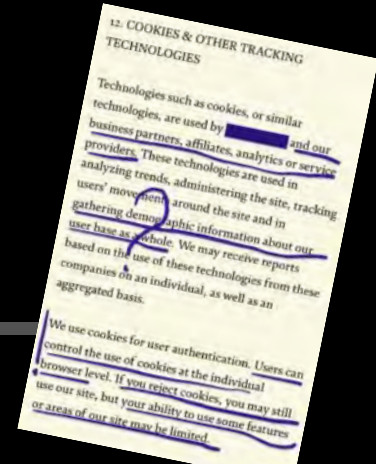 12. COOKIES & OTHER TRACKING
TECHNOLOGIES
Technologies such as cookies, or similar
technologies, are used by and our
business partners, affiliates, analytics or service
providers. These technologies are used in
analyzing trends, administering the site, tracking
users' movement around the site and in
gathering demographic information about our
user base as a whole. We may receive reports
based on the use of these technologies from these
companies on an individual, as well as an
aggregated basis.
We use cookies for user authentication. Users can
control the use of cookies at the individual
browser level. If you reject cookies, you may still
use our site, but your ability to use some features
or areas of our site may be limited.